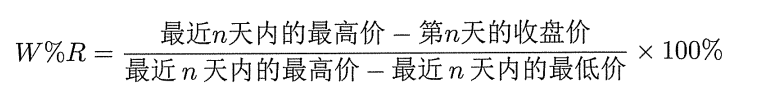 W%R = \frac{最近n天内的最高价 − 第n天的收盘价}{最近 n 天内的最高价 − 最近 n 天内的最低价} × 100%